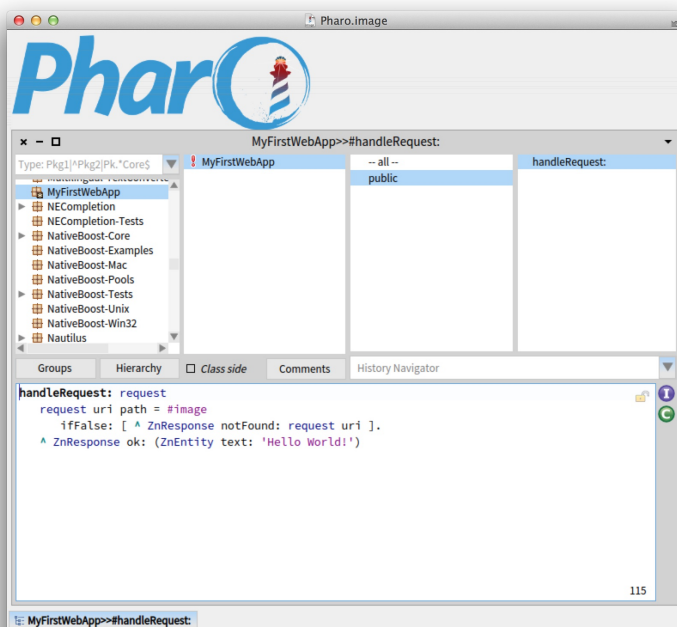 Pharo.image
Pharo
MyFirstWebApp>>#handleRequest:
Type: Pkg1|^Pkg2|Pk.*Core$
MyFirstWebApp
NECompletion
NECompletion-Tests
NativeBoost-Core
NativeBoost-Examples
NativeBoost-Mac
NativeBoost-Pools
NativeBoost-Tests
NativeBoost-Unix
NativeBoost-Win32
Nautilus
MyFirstWebApp
-- all --
public
handleRequest:
Groups
Hierarchy
Class side
Comments
History Navigator
handleRequest: request
request uri path = #image
ifFalse: [ ^ ZnResponse notFound: request uri ].
^ ZnResponse ok: (ZnEntity text: 'Hello World!')
I
C
115
MyFirstWebApp>>#handleRequest: